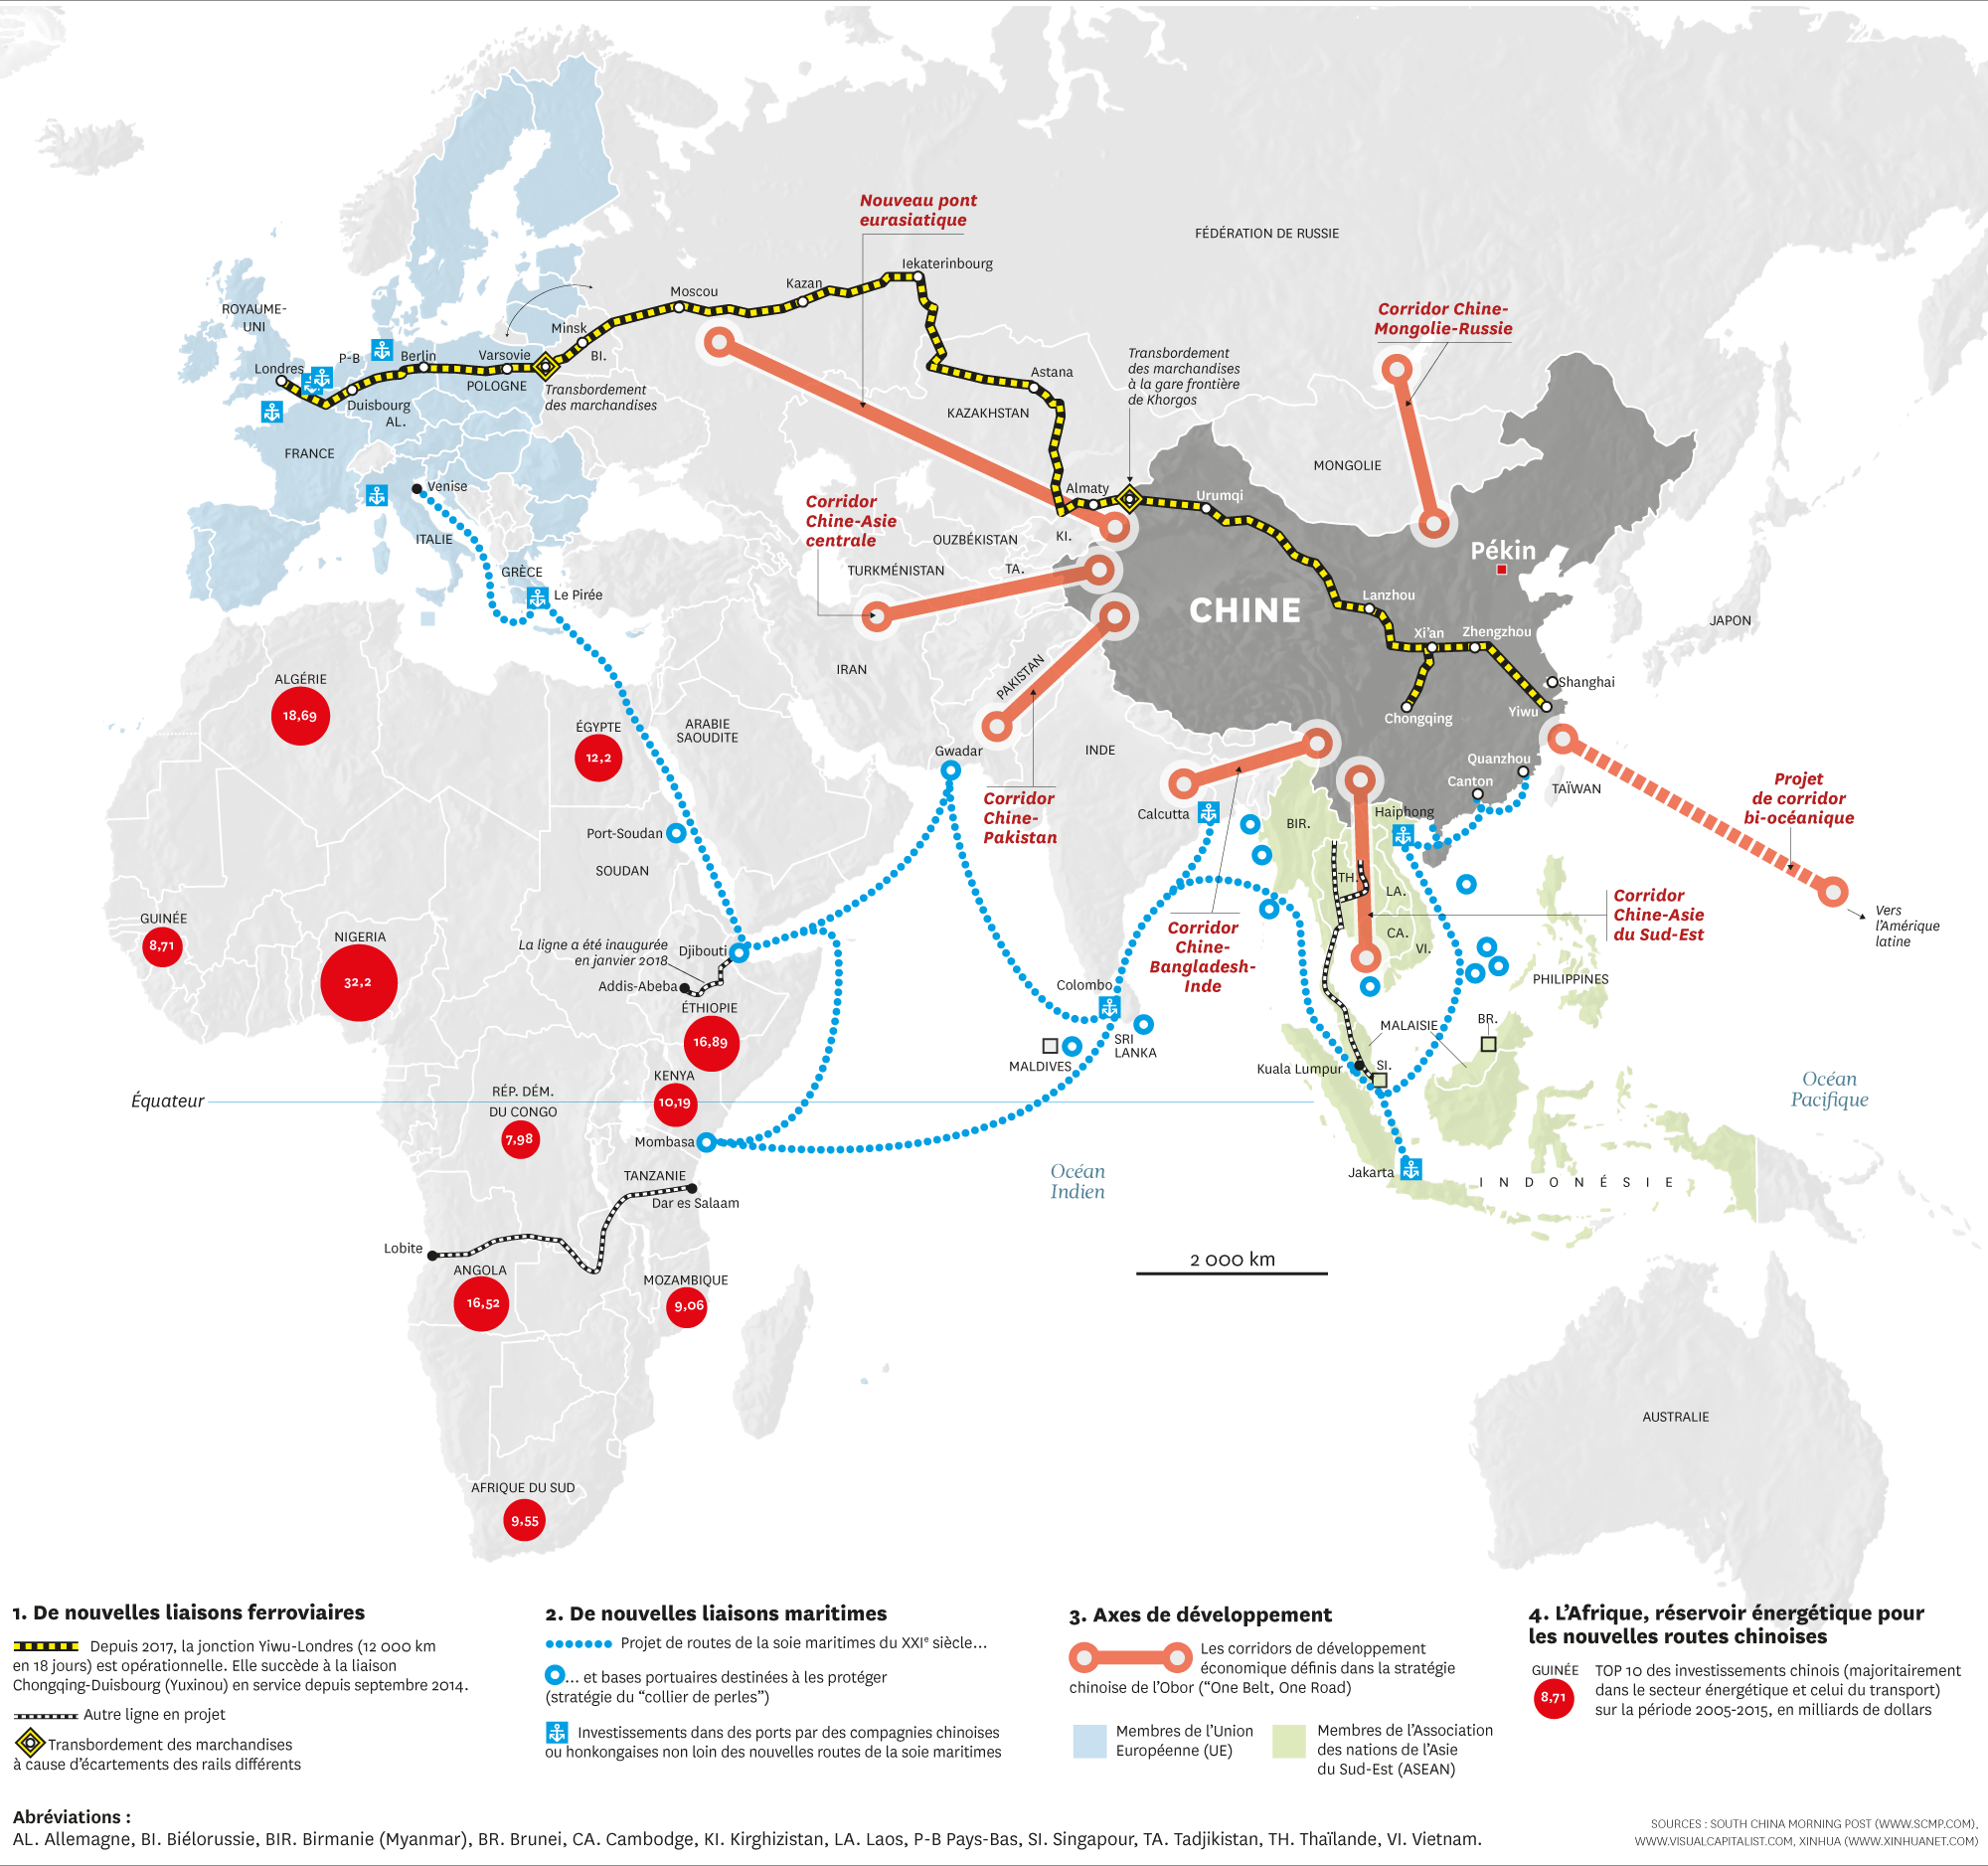 Nouveau pont
eurasiatique
FÉDÉRATION DE RUSSIE
Iekaterinbourg
Kazan
Moscou
ROYAUME-
UNI
Corridor Chine-
Mongolie-Russie
Minsk
BI.
P-B
Berlin
Varsovie
Londres
POLOGNE
Transbordement
des marchandises
Duisbourg
AL.
Transbordement
des marchandises
à la gare frontière
de Khorgos
Astana
KAZAKHSTAN
FRANCE
MONGOLIE
Venise
Almaty
Urumqi
Corridor
Chine-Asie
centrale
ITALIE
OUZBÉKISTAN
KI.
Pékin
GRÈCE
TURKMÉNISTAN
TA.
Le Pirée
Lanzhou
CHINE
JAPON
Xi’an
Zhengzhou
IRAN
PAKISTAN
ALGÉRIE
18,69
Shanghai
Yiwu
Chongqing
ÉGYPTE
12,2
ARABIE
SAOUDITE
Gwadar
INDE
Quanzhou
Canton
TAÏWAN
Projet
de corridor
bi-océanique
Corridor
Chine-
Pakistan
Calcutta
BIR.
Haiphong
Port-Soudan
SOUDAN
TH.
LA.
Corridor
Chine-Asie
du Sud-Est
Vers
l’Amérique
latine
GUINÉE
8,71
NIGERIA
32,2
La ligne a été inaugurée
en janvier 2018
Djibouti
Corridor
Chine-
Bangladesh-
Inde
CA.
VI.
Addis-Abeba
ÉTHIOPIE
16,89
Colombo
PHILIPPINES
SRI
LANKA
MALDIVES
MALAISIE
BR.
Kuala Lumpur
SI.
KENYA
10,19
Équateur
RÉP. DÉM.
DU CONGO
7,98
Océan
Pacifique
Mombasa
Océan
Indien
Jakarta
INDONÉSIE
TANZANIE
Dar es Salaam
Lobite
ANGOLA
16,52
MOZAMBIQUE
9,06
2 000 km
AUSTRALIE
AFRIQUE DU SUD
9,55
1. De nouvelles liaisons ferroviaires
Depuis 2017, la jonction Yiwu-Londres (12 000 km
en 18 jours) est opérationnelle. Elle succède à la liaison
Chongqing-Duisbourg (Yuxinou) en service depuis septembre 2014.
Autre ligne en projet
Transbordement des marchandises
à cause d’écartements des rails différents
2. De nouvelles liaisons maritimes
Projet de routes de la soie maritimes du XXIe siècle...
... et bases portuaires destinées à les protéger
(stratégie du “collier de perles”)
Investissements dans des ports par des compagnies chinoises
ou honkongaises non loin des nouvelles routes de la soie maritimes
3. Axes de développement
Les corridors de développement
économique définis dans la stratégie
chinoise de l’Obor (“One Belt, One Road)
Membres de l’Union
Européenne (UE)
Membres de l’Association
des nations de l’Asie
du Sud-Est (ASEAN)
4. L’Afrique, réservoir énergétique pour
les nouvelles routes chinoises
GUINÉE
8,71
TOP 10 des investissements chinois (majoritairement
dans le secteur énergétique et celui du transport)
sur la période 2005-2015, en milliards de dollars
Abréviations :
AL. Allemagne, BI. Biélorussie, BIR. Birmanie (Myanmar), BR. Brunei, CA. Cambodge, KI. Kirghizistan, LA. Laos, P-B Pays-Bas, SI. Singapour, TA. Tadjikistan, TH. Thaïlande, VI. Vietnam.
SOURCES : SOUTH CHINA MORNING POST (WWW.SCMP.COM),
WWW.VISUALCAPITALIST.COM, XINHUA (WWW.XINHUANET.COM)